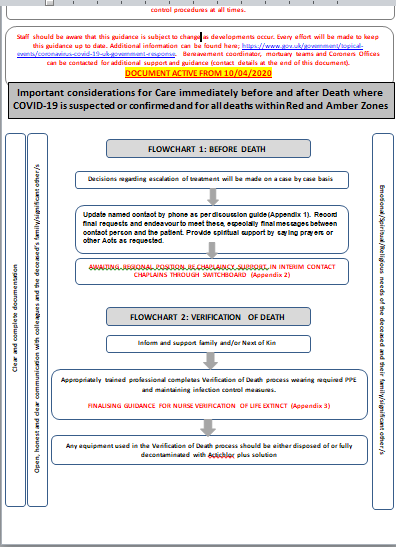 control procedures at all times.
Staff should be aware that this guidance is subject to change as developments occur. Every effort will be made to keep
this guidance up to date. Additional information can be found here; https://www.gov.uk/government/topical-
events/coronavirus-covid-19-uk-government-response. Bereavement coordinator, mortuary teams and Coroners Offices
can be contacted for additional support and guidance (contact details at the end of this document).
DOCUMENT ACTIVE FROM 10/04/2020
Important considerations for Care immediately before and after Death where
COVID-19 is suspected or confirmed and for all deaths within Red and Amber Zones
Clear and complete documentation
Open, honest and clear communication with colleagues and the deceased's family/significant other/s
FLOWCHART 1: BEFORE DEATH
Decisions regarding escalation of treatment will be made on a case by case basis
Update named contact by phone as per discussion guide (Appendix 1). Record
final requests and endeavour to meet these, especially final messages between
contact person and the patient. Provide spiritual support by saying prayers or
other Acts as requested.
AWAITING REGIONAL POSITION RE CHAPLAINCY SUPPORT, IN INTERIM CONTACT
CHAPLAINS THROUGH SWITCHBOARD (Appendix 2)
FLOWCHART 2: VERIFICATION OF DEATH
Inform and support family and/or Next of Kin
Appropriately trained professional completes Verification of Death process wearing required PPE
and maintaining infection control measures.
FINALISING GUIDANCE FOR NURSE VERIFICATION OF LIFE EXTINCT (Appendix 3)
Any equipment used in the Verification of Death process should be either disposed of or fully
decontaminated with Actichlor plus solution
Emotional/Spiritual/Religious needs of the deceased and their family/significant other/s